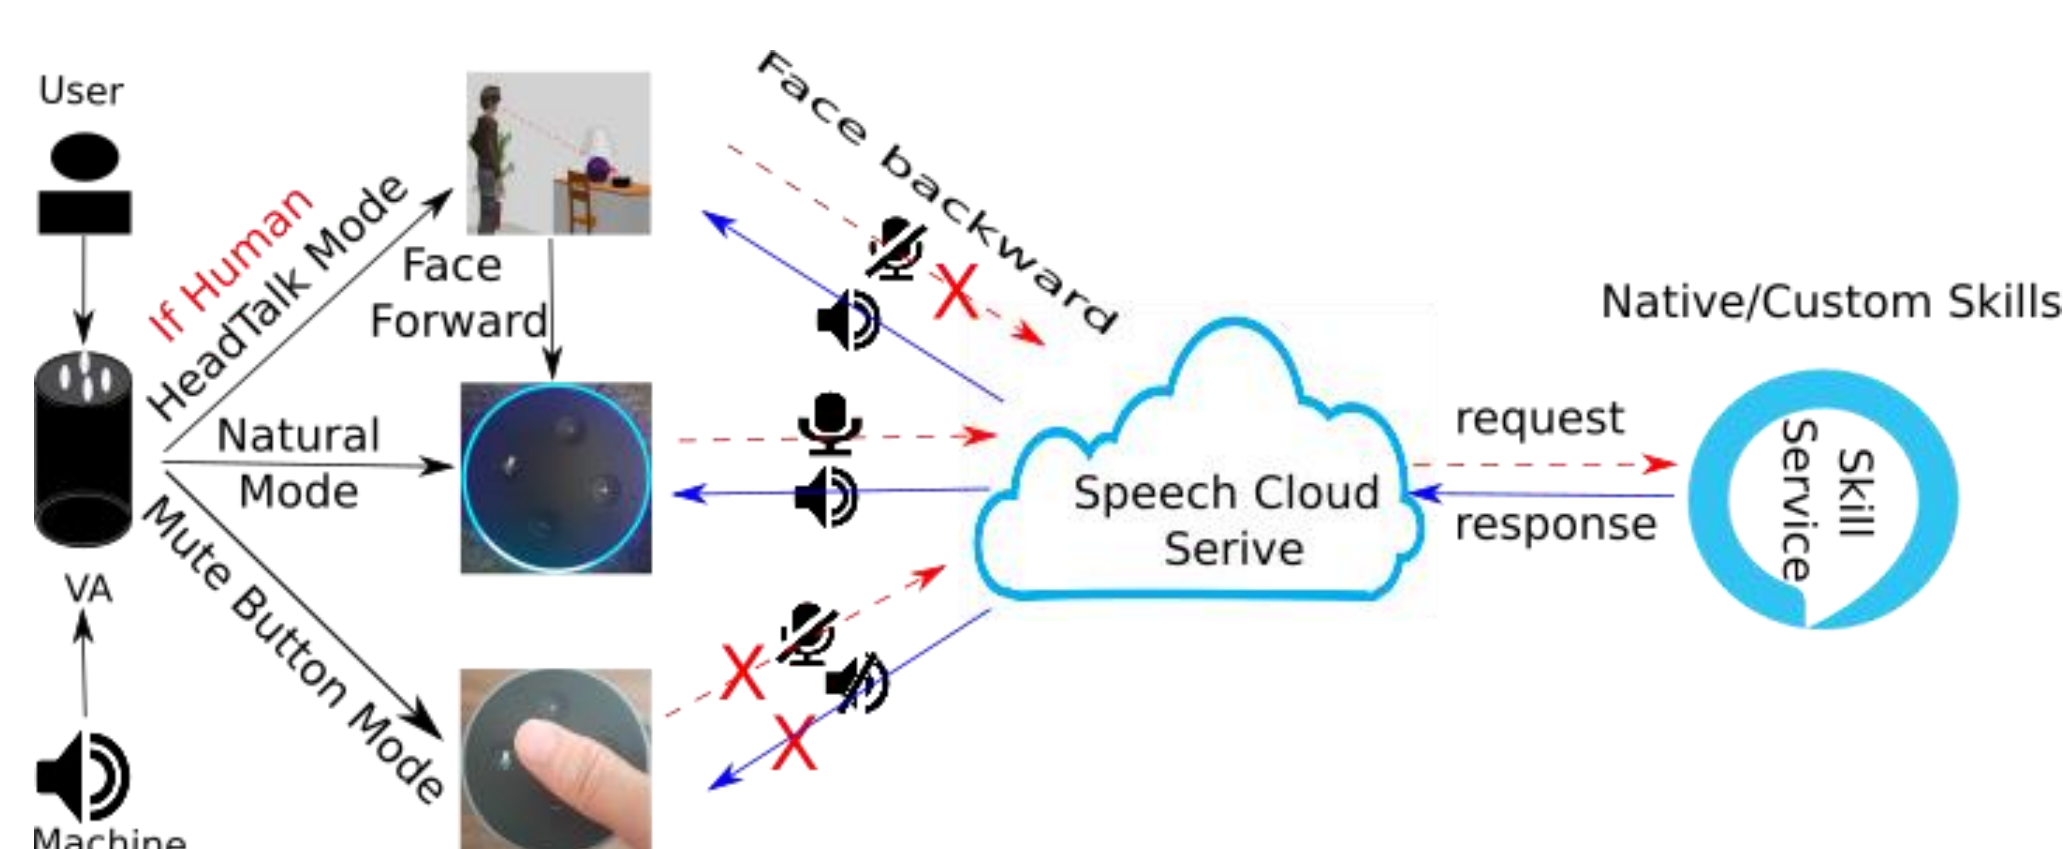 User
If Human
HeadTalk Mode
Face
Forward
Natural
Mode
Mute Button Mode
VA
Machine
Face backward
X
Speech Cloud
Serive
X
X
request
response
Native/Custom Skills
Skill
Service